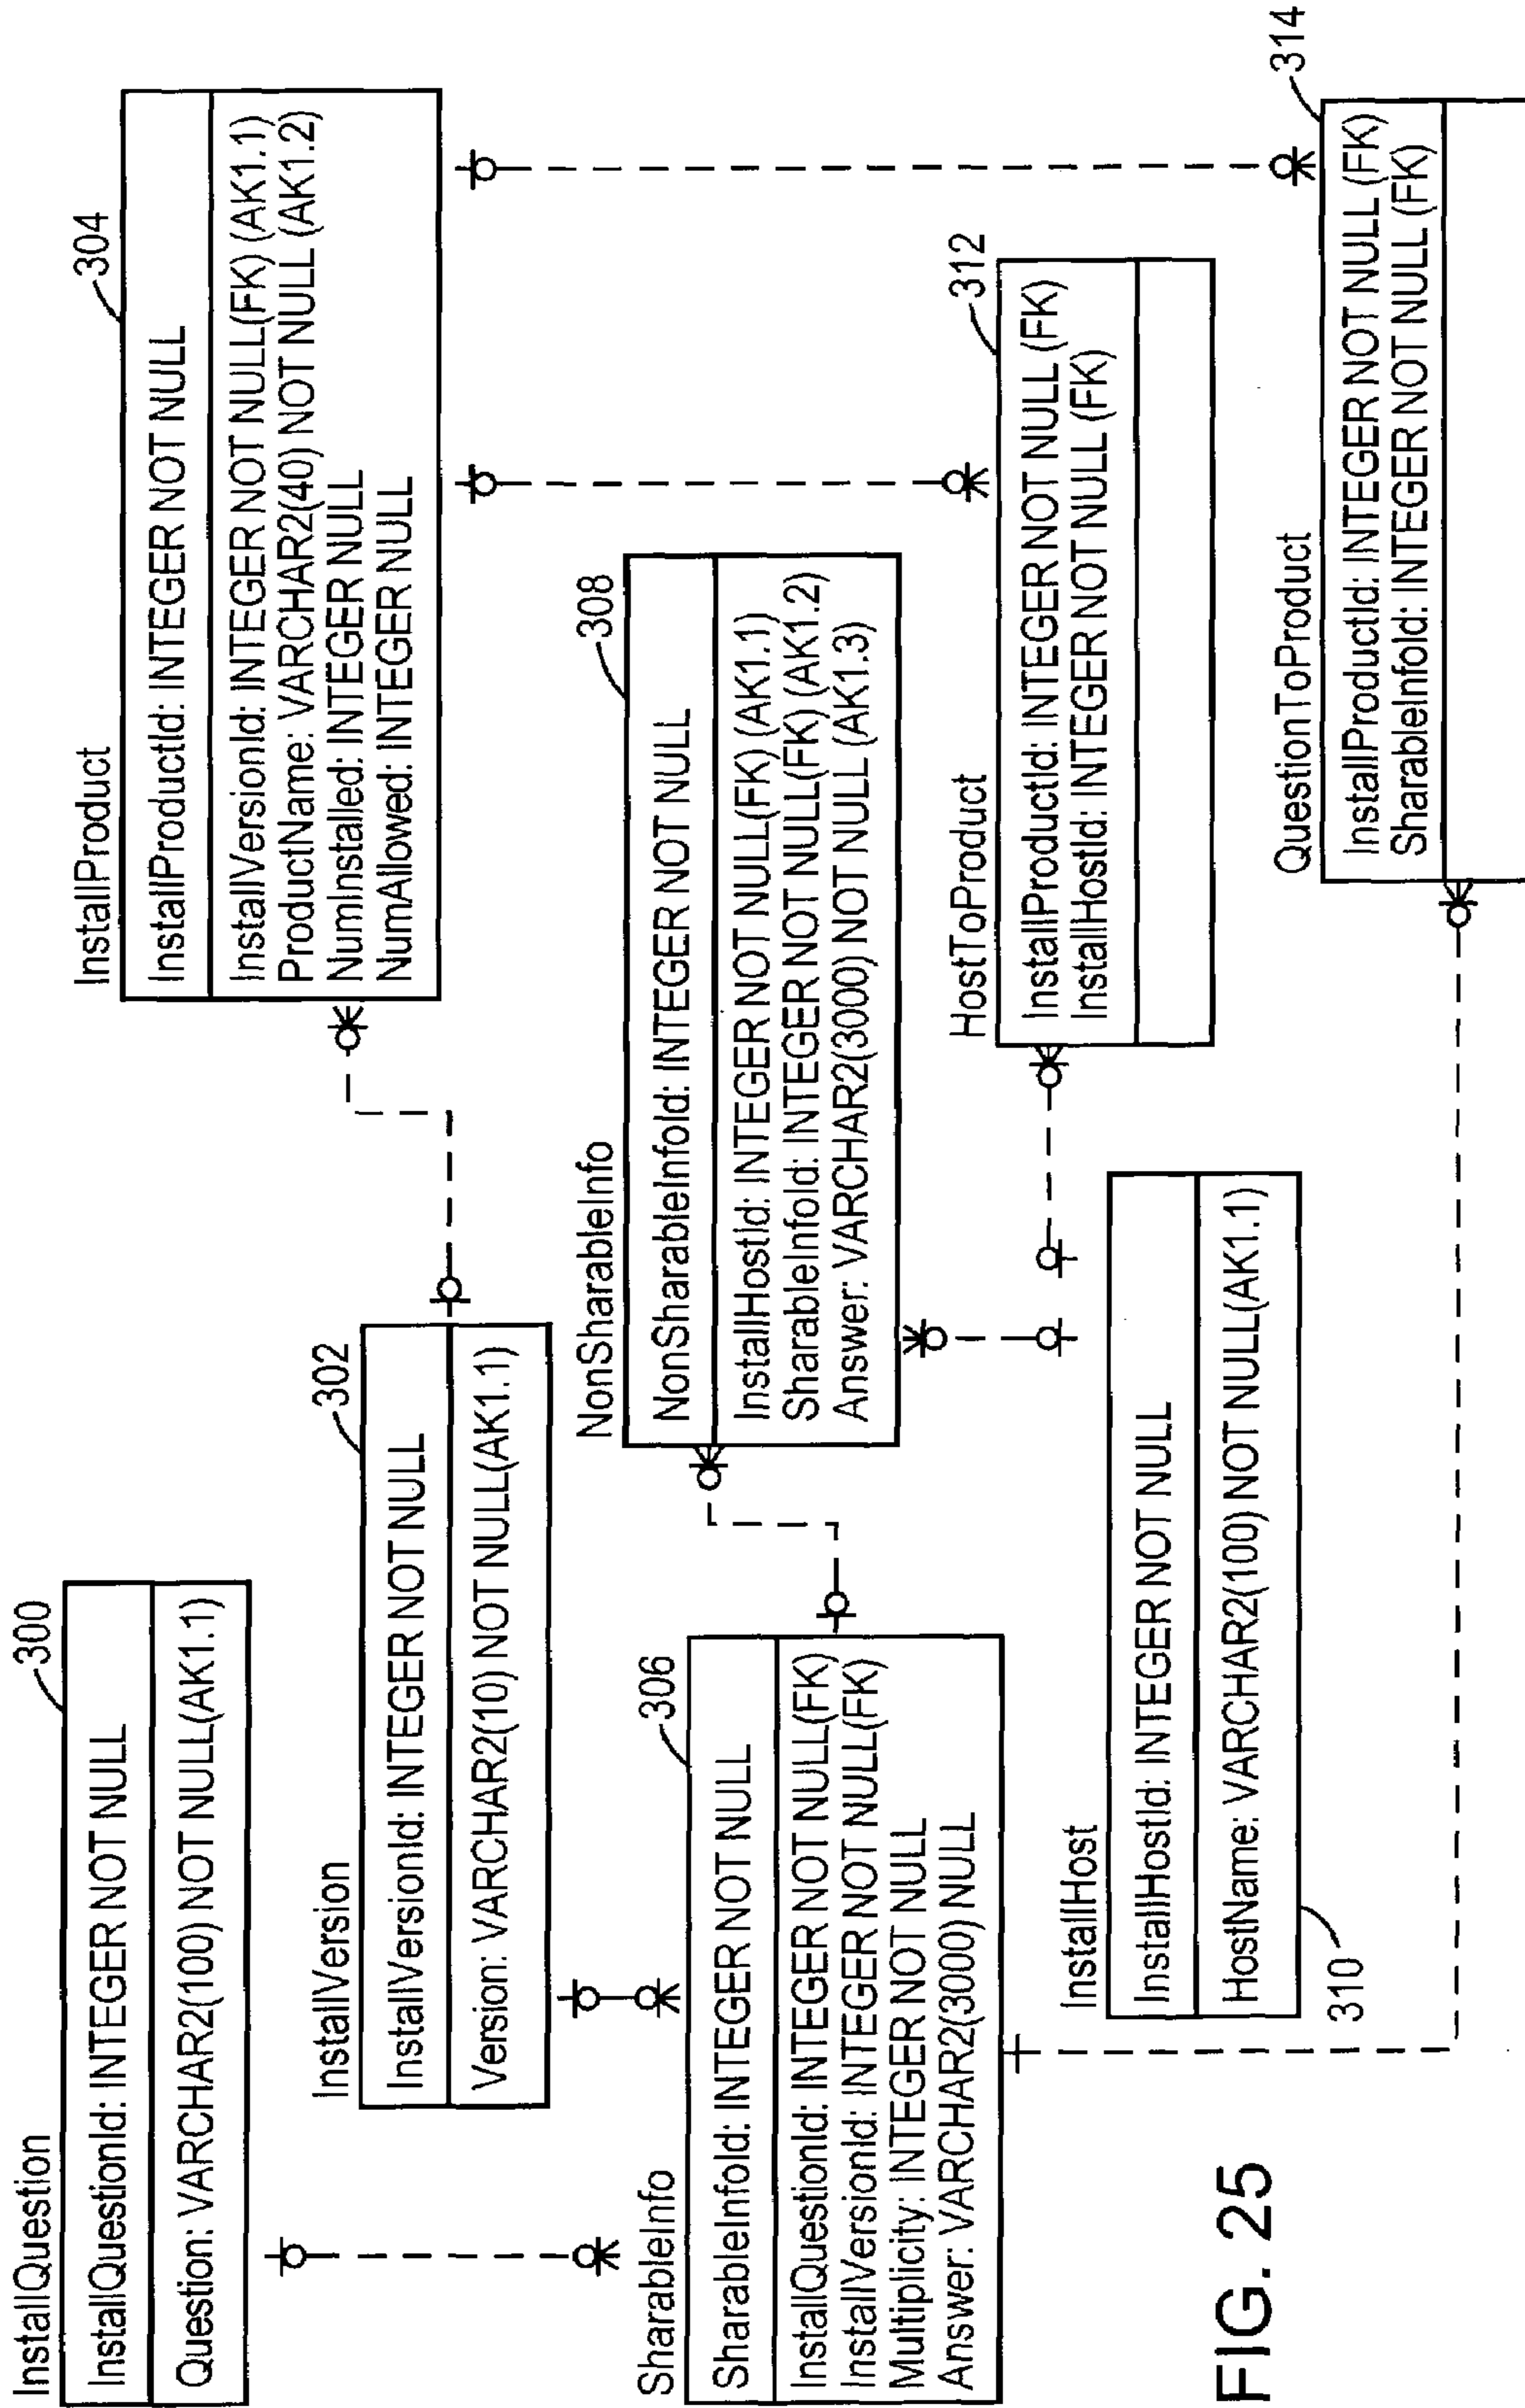 InstallQuestion
300
InstallQuestionId: INTEGER NOT NULL
Question: VARCHAR2(100) NOT NULL(AK1.1)
InstallVersion
302
InstallVersionId: INTEGER NOT NULL
Version: VARCHAR2(10) NOT NULL(AK1.1)
InstallProduct
304
InstallProductId: INTEGER NOT NULL
InstallVersionId: INTEGER NOT NULL(FK) (AK1.1)
ProductName: VARCHAR2(40) NOT NULL (AK1.2)
NumInstalled: INTEGER NULL
NumAllowed: INTEGER NULL
SharableInfo
306
SharableInfoId: INTEGER NOT NULL
InstallQuestionId: INTEGER NOT NULL(FK)
InstallVersionId: INTEGER NOT NULL(FK)
Multiplicity: INTEGER NOT NULL
Answer: VARCHAR2(3000) NULL
NonSharableInfo
308
NonSharableInfoId: INTEGER NOT NULL
InstallHostId: INTEGER NOT NULL(FK) (AK1.1)
SharableInfoId: INTEGER NOT NULL(FK) (AK1.2)
Answer: VARCHAR2(3000) NOT NULL (AK1.3)
InstallHost
InstallHostId: INTEGER NOT NULL
HostName: VARCHAR2(100) NOT NULL(AK1.1)
310
HostToProduct
312
InstallProductId: INTEGER NOT NULL (FK)
InstallHostId: INTEGER NOT NULL (FK)
QuestionToProduct
314
InstallProductId: INTEGER NOT NULL (FK)
SharableInfoId: INTEGER NOT NULL (FK)
FIG. 25